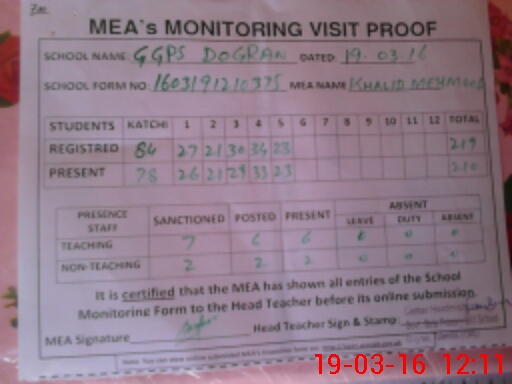 MEA's MONITORING VISIT PROOF
SCHOOL NAME GGPS DOGRAN DATED 19.03.16
SCHOOL FORM NO: MEA NAME KHALID MEHMOOD
STUDENTS KATCHI 1 2 3 4 5 6 7 8 9 10 11 12 TOTAL
REGISTRED 84 27 21 30 34 23 219
PRESENT 78 26 21 29 33 23 210
PRESENCE STAFF SANCTIONED POSTED PRESENT ABSENT
LEAVE DUTY ABSENT
TEACHING 7 6 6 0 0 0
NON-TEACHING 2 2 2 0 0 0
It is certified that the MEA has shown all entries of the School
Monitoring Form to the Head Teacher before its online submission.
MEA Signature Head Teacher Sign & Stamp
19-03-16 12:11